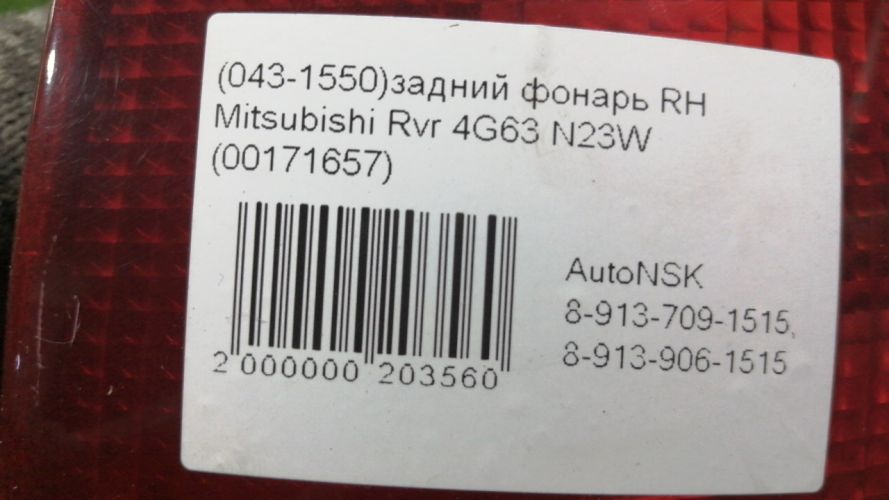 (043-1550)задний фонарь RH
Mitsubishi Rvr 4G63 N23W
(00171657)
AutoNSK
8-913-709-1515,
8-913-906-1515
2 000000 203560